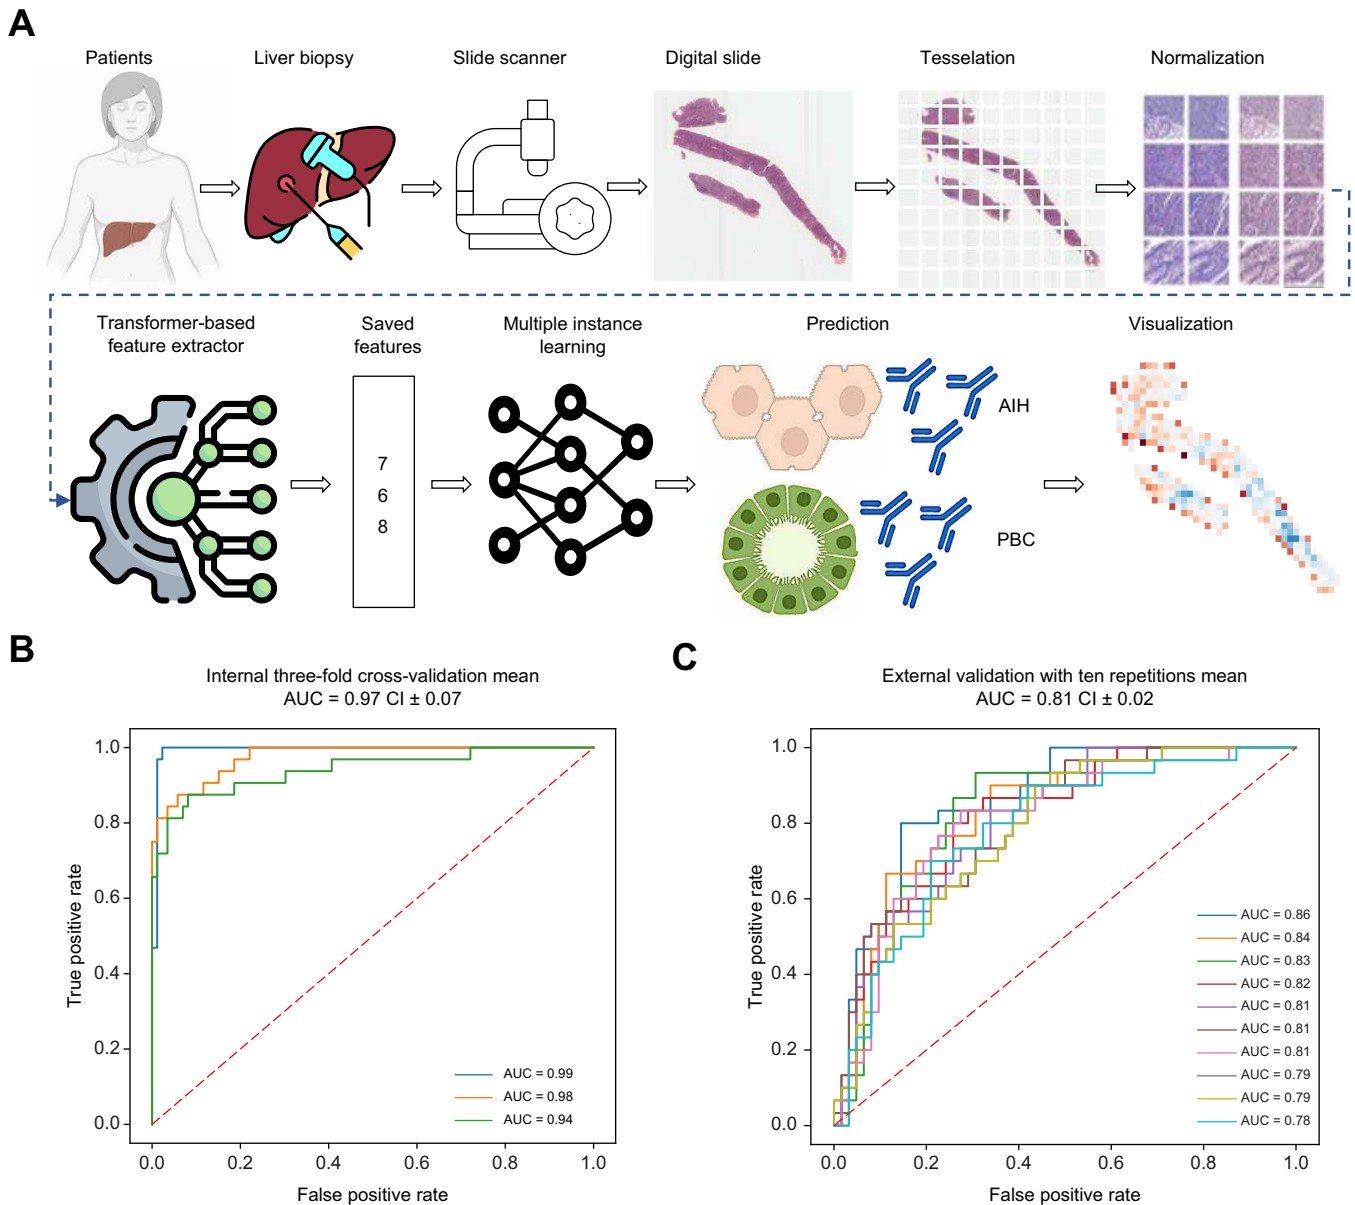 A
Patients
Liver biopsy
Slide scanner
Digital slide
Tesselation
Normalization
Transformer-based
feature extractor
Saved
features
Multiple instance
learning
Prediction
Visualization
7
6
8
AIH
PBC
B
Internal three-fold cross-validation mean
AUC = 0.97 CI ± 0.07
True positive rate
1.0
0.8
0.6
0.4
0.2
0.0
AUC = 0.99
AUC = 0.98
AUC = 0.94
0.0 0.2 0.4 0.6 0.8 1.0
False positive rate
C
External validation with ten repetitions mean
AUC = 0.81 CI ± 0.02
True positive rate
1.0
0.8
0.6
0.4
0.2
0.0
AUC = 0.86
AUC = 0.84
AUC = 0.83
AUC = 0.82
AUC = 0.81
AUC = 0.81
AUC = 0.81
AUC = 0.79
AUC = 0.79
AUC = 0.78
0.0 0.2 0.4 0.6 0.8 1.0
False positive rate